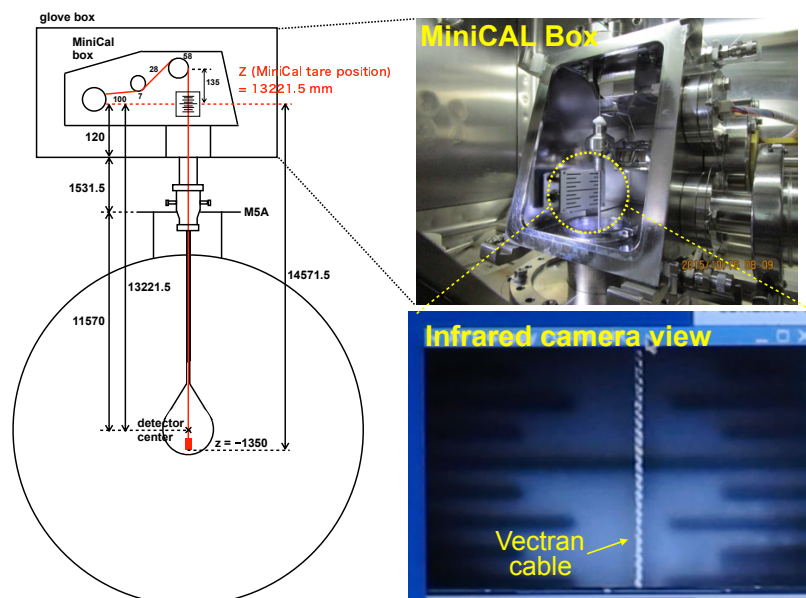 glove box
MiniCal
box
58
28
135
100
7
Z (MiniCal tare position)
= 13221.5 mm
120
1531.5
M5A
14571.5
13221.5
11570
detector
center
z = −1350
MiniCAL Box
Infrared camera view
Vectran
cable